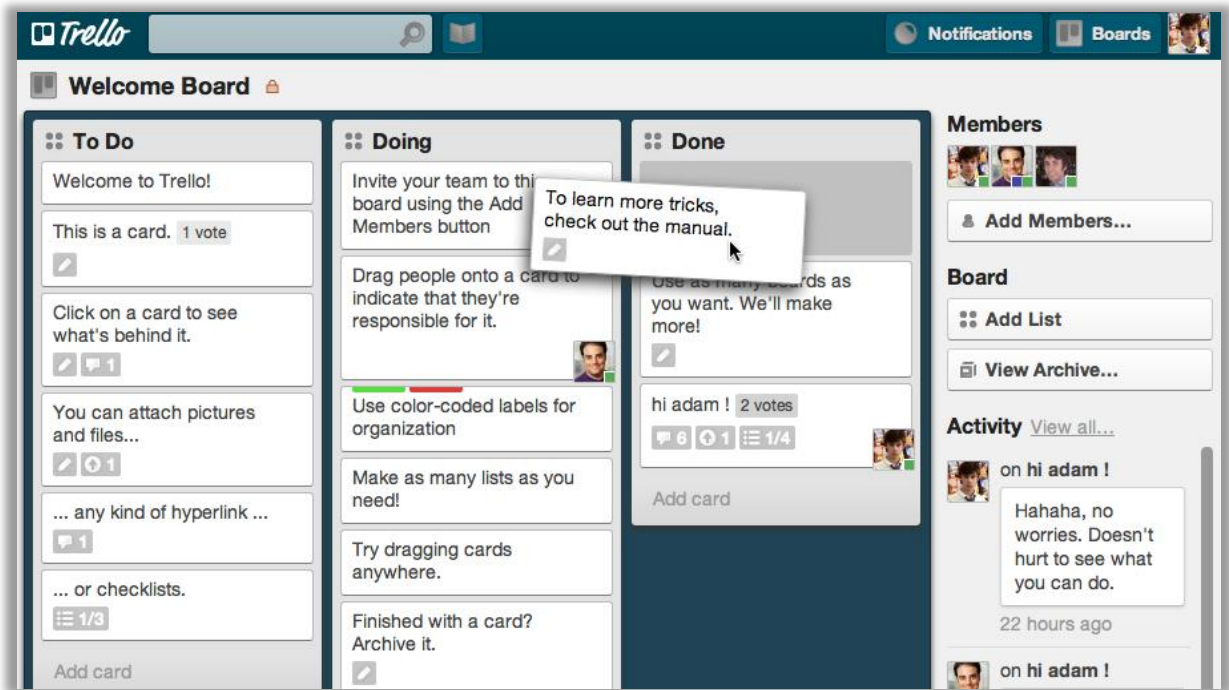 Trello
Notifications
Boards
Welcome Board
To Do
Welcome to Trello!
This is a card. 1 vote
Click on a card to see
what's behind it.
1
You can attach pictures
and files...
1
... any kind of hyperlink ...
1
... or checklists.
1/3
Add card
Doing
Invite your team to this
board using the Add
Members button
Drag people onto a card to
indicate that they're
responsible for it.
Use color-coded labels for
organization
Make as many lists as you
need!
Try dragging cards
anywhere.
Finished with a card?
Archive it.
Done
To learn more tricks,
check out the manual.
Use as many boards as
you want. We'll make
more!
hi adam ! 2 votes
6 1 1/4
Add card
Members
Add Members...
Board
Add List
View Archive...
Activity View all...
on hi adam !
Hahaha, no
worries. Doesn't
hurt to see what
you can do.
22 hours ago
on hi adam !